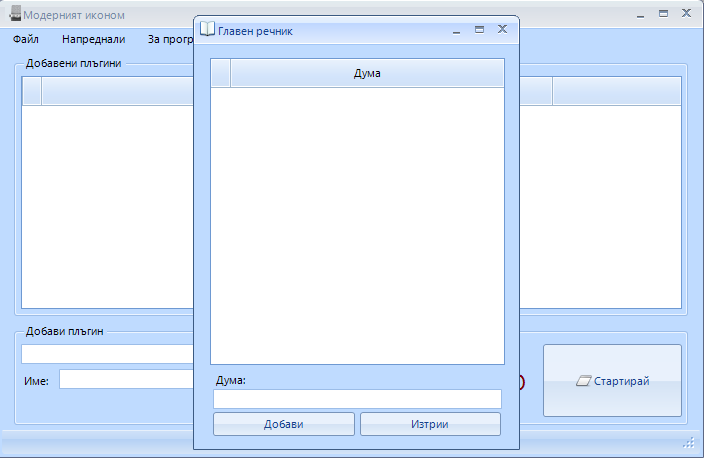 Модерният иконом
Файл Напреднали За прогр
Добавени плъгини
Главен речник
Дума
Дума:
Добави Изтрии
Добави плъгин
Име:
Стартирай